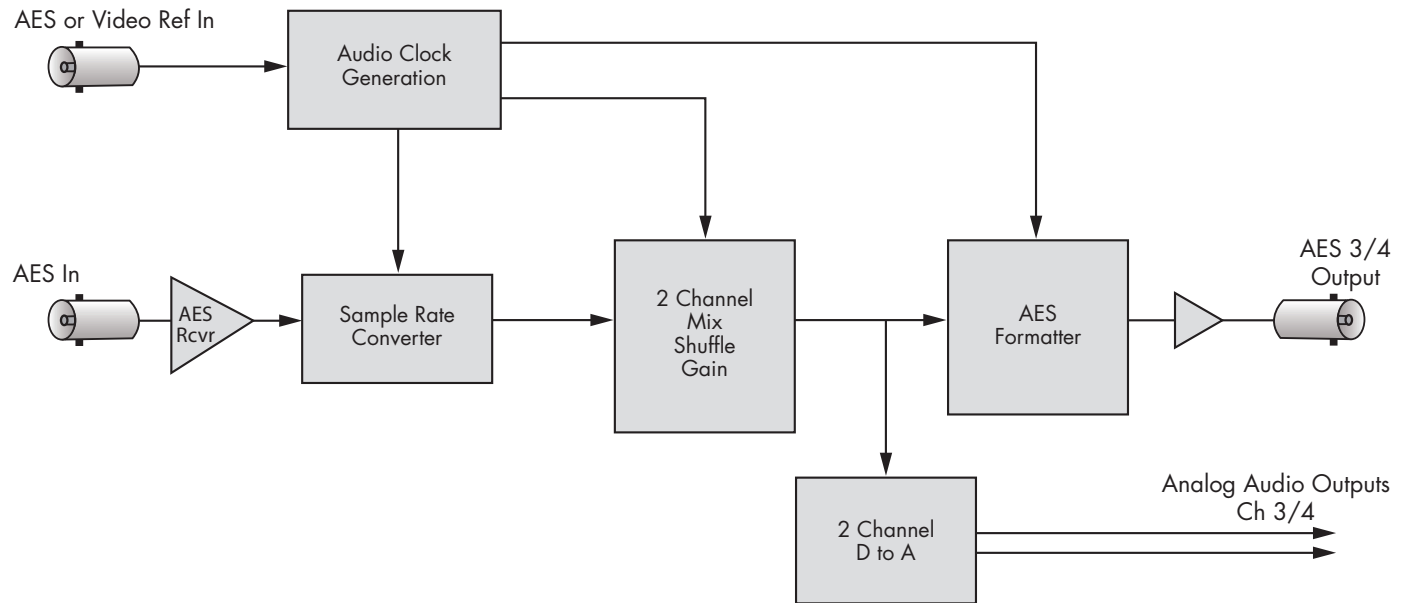 AES or Video Ref In
Audio Clock
Generation
AES In
AES
Rcvr
Sample Rate
Converter
2 Channel
Mix
Shuffle
Gain
AES
Formatter
AES 3/4
Output
2 Channel
D to A
Analog Audio Outputs
Ch 3/4